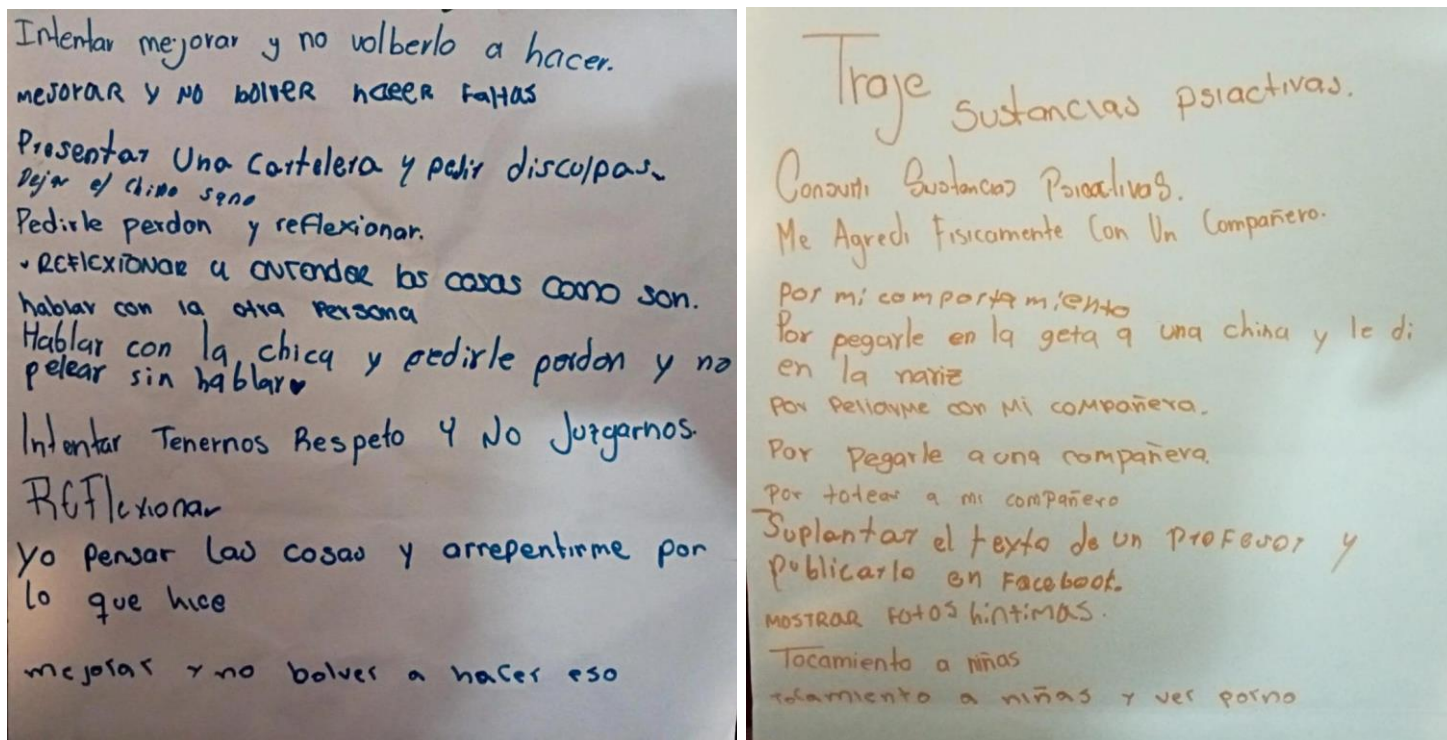 Intentar mejorar y no volberlo a hacer.
mejorar y no bolver hacer faltas
Presentar Una Cartelera y pedir disculpas.
Dejar el chino sano
Pedirle perdon y reflexionar.
REFLEXIONAR a entender las cosas como son.
hablar con la otra persona
Hablar con la chica y pedirle perdon y no
pelear sin hablar
Intentar Tenernos Respeto Y No Juzgarnos.
REFlexionar
Yo pensar las cosas y arrepentirme por
lo que hice
mejorar y no bolver a hacer eso
Traje sustancias psiactivas.
Consumi Sustancias Psicoactivas.
Me Agredi Fisicamente Con Un Compañero.
Por mi comportamiento
Por pegarle en la geta a una china y le di
en la nariz
Por Peliarme con Mi compañera.
Por Pegarle a una compañera.
Por totear a mi compañero
Suplantar el texto de un PROFESOR y
publicarlo en Facebook.
MOSTRAR FOTOS hintimas.
Tocamiento a niñas
tocamiento a niñas y ver porno